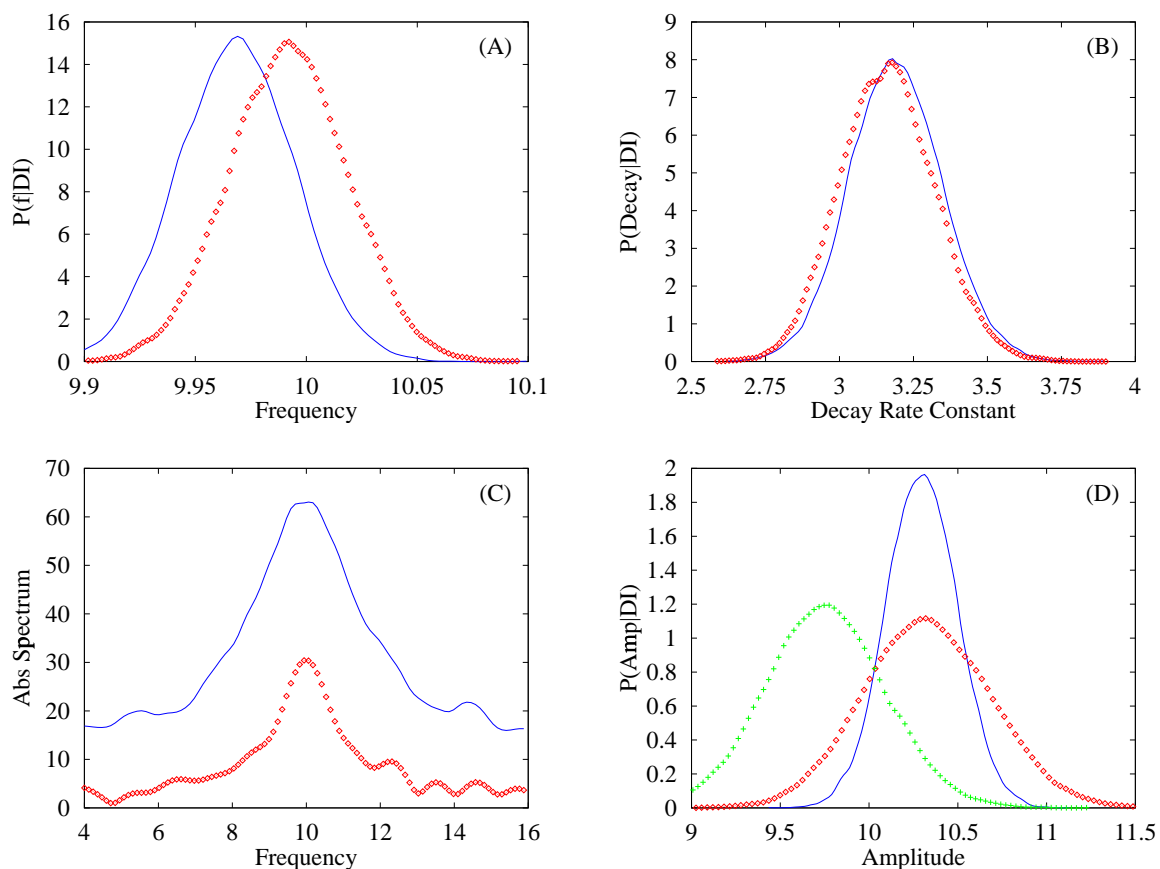 (A)
P(f|DI)
16
14
12
10
8
6
4
2
0
9.9 9.95 10 10.05 10.1
Frequency
(B)
P(Decay|DI)
9
8
7
6
5
4
3
2
1
0
2.5 2.75 3 3.25 3.5 3.75 4
Decay Rate Constant
(C)
Abs Spectrum
70
60
50
40
30
20
10
0
4 6 8 10 12 14 16
Frequency
(D)
P(Amp|DI)
2
1.8
1.6
1.4
1.2
1
0.8
0.6
0.4
0.2
0
9 9.5 10 10.5 11 11.5
Amplitude